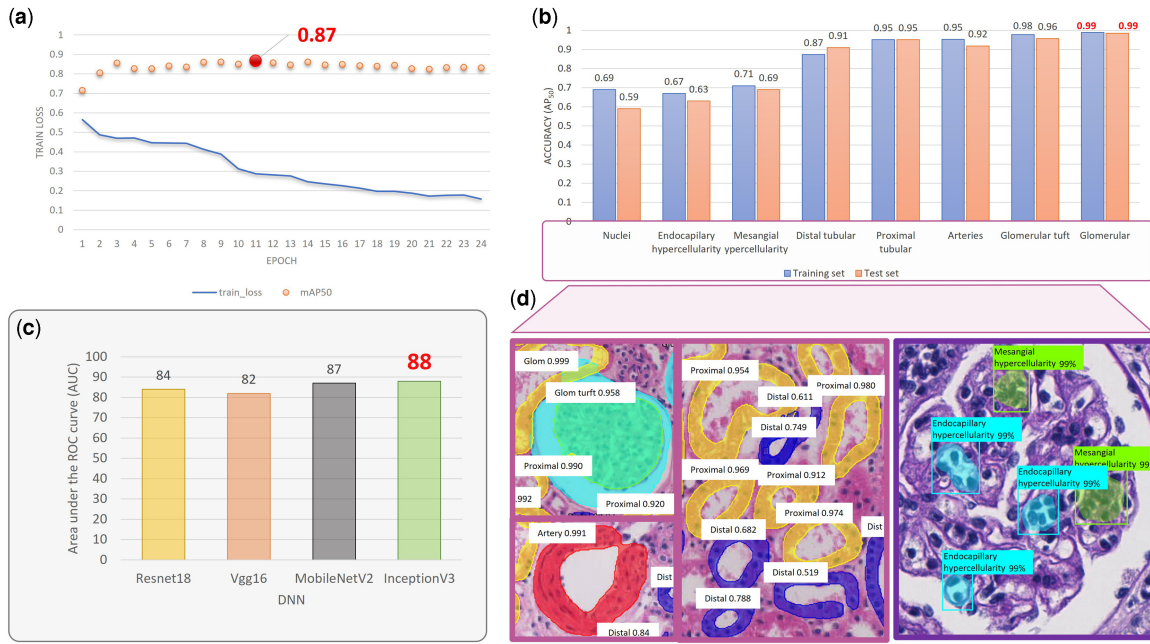 (a)
0.87
1
0.9
0.8
0.7
0.6
0.5
0.4
0.3
0.2
0.1
0
TRAIN LOSS
1 2 3 4 5 6 7 8 9 10 11 12 13 14 15 16 17 18 19 20 21 22 23 24
EPOCH
train_loss mAP50
(b)
1
0.9
0.8
0.7
0.6
0.5
0.4
0.3
0.2
0.1
0
ACCURACY (AP50)
0.69 0.59 0.67 0.63 0.71 0.69 0.87 0.91 0.95 0.95 0.95 0.92 0.98 0.96 0.99 0.99
Nuclei Endocapilary Mesangial Distal tubular Proximal Arteries Glomerular tuft Glomerular
hypercellularity ypercellularity tubular
Training set Test set
(c)
100
90
80
70
60
50
40
30
20
10
0
Area under the ROC curve (AUC)
84 82 87 88
Resnet18 Vgg16 MobileNetV2 InceptionV3
DNN
(d)
Glom 0.999
Glom turft 0.958
Proximal 0.990
.992
Proximal 0.920
Artery 0.991
Dist
Distal 0.84
Proximal 0.954
Proximal 0.980
Distal 0.611
Distal 0.749
Proximal 0.969
Proximal 0.912
Proximal 0.974
Distal 0.682
Dist
Distal 0.519
Distal 0.788
Mesangial
hypercellularity 99%
Endocapillary
hypercellularity 99%
Mesangial
hypercellularity 99
Endocapillary
hypercellularity 99%
Endocapillary
hypercellularity 99%